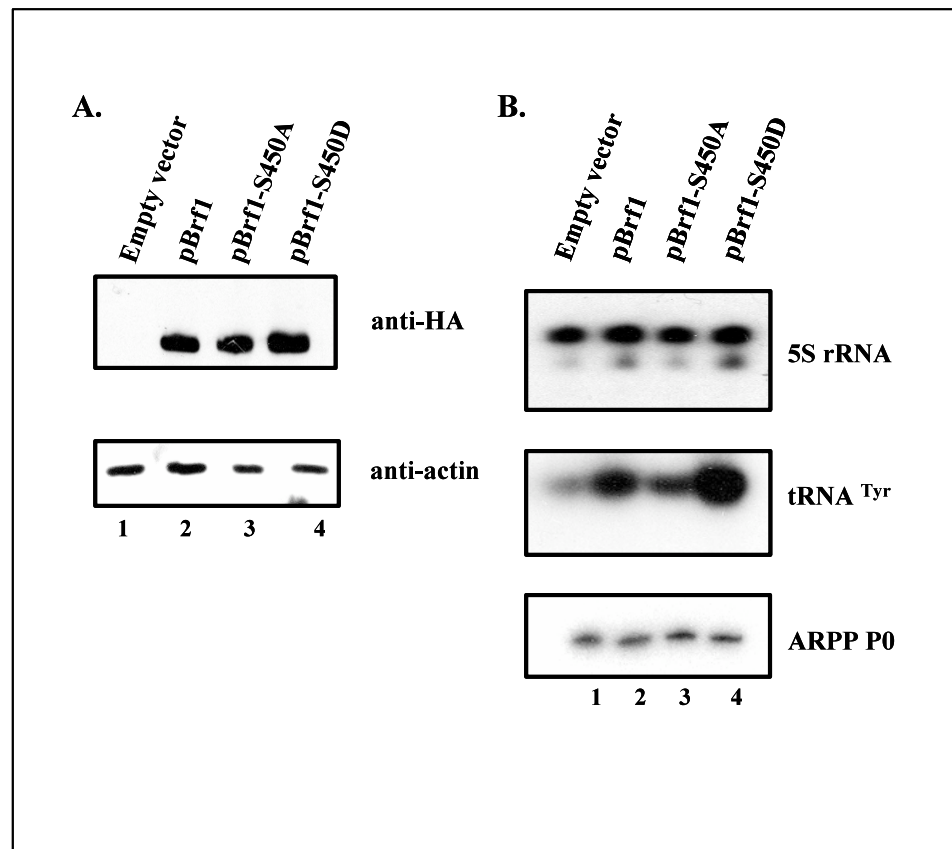 A.
Empty vector
pBrf1
pBrf1-S450A
pBrf1-S450D
anti-HA
anti-actin
1 2 3 4
B.
Empty vector
pBrf1
pBrf1-S450A
pBrf1-S450D
5S rRNA
tRNA Tyr
ARPP P0
1 2 3 4